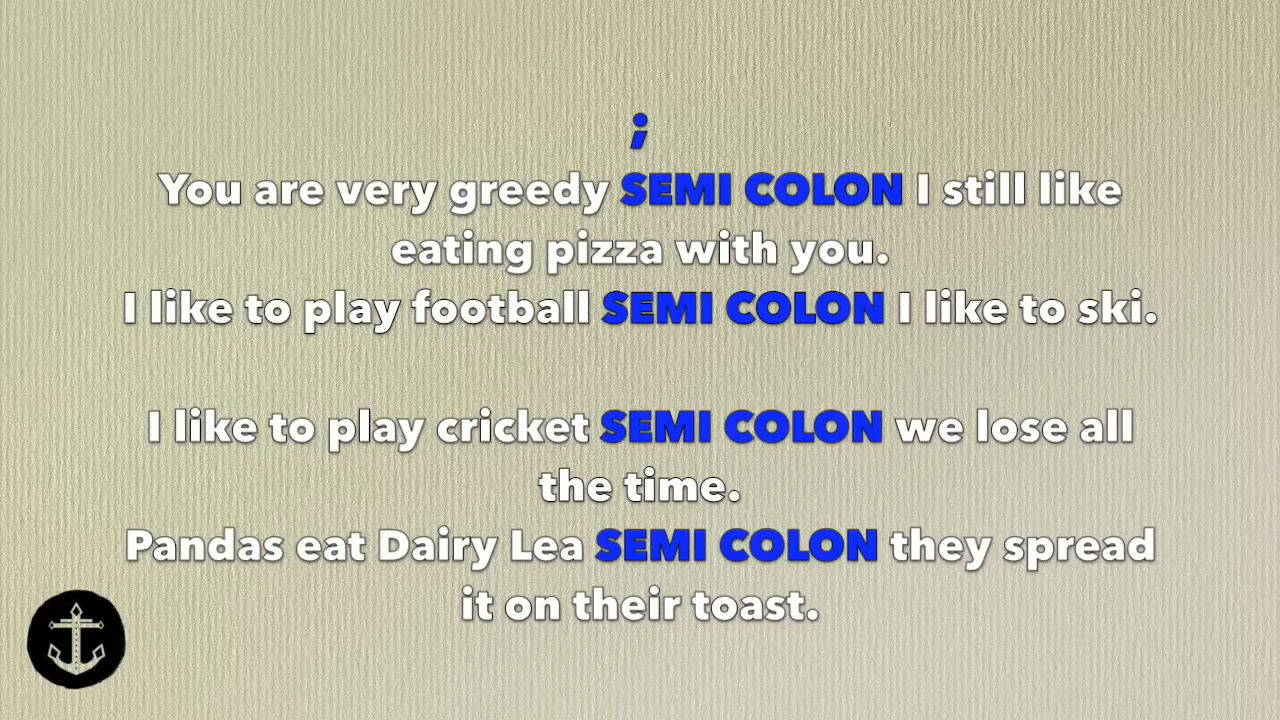 ;
You are very greedy SEMI COLON I still like
eating pizza with you.
I like to play football SEMI COLON I like to ski.
I like to play cricket SEMI COLON we lose all
the time.
Pandas eat Dairy Lea SEMI COLON they spread
it on their toast.